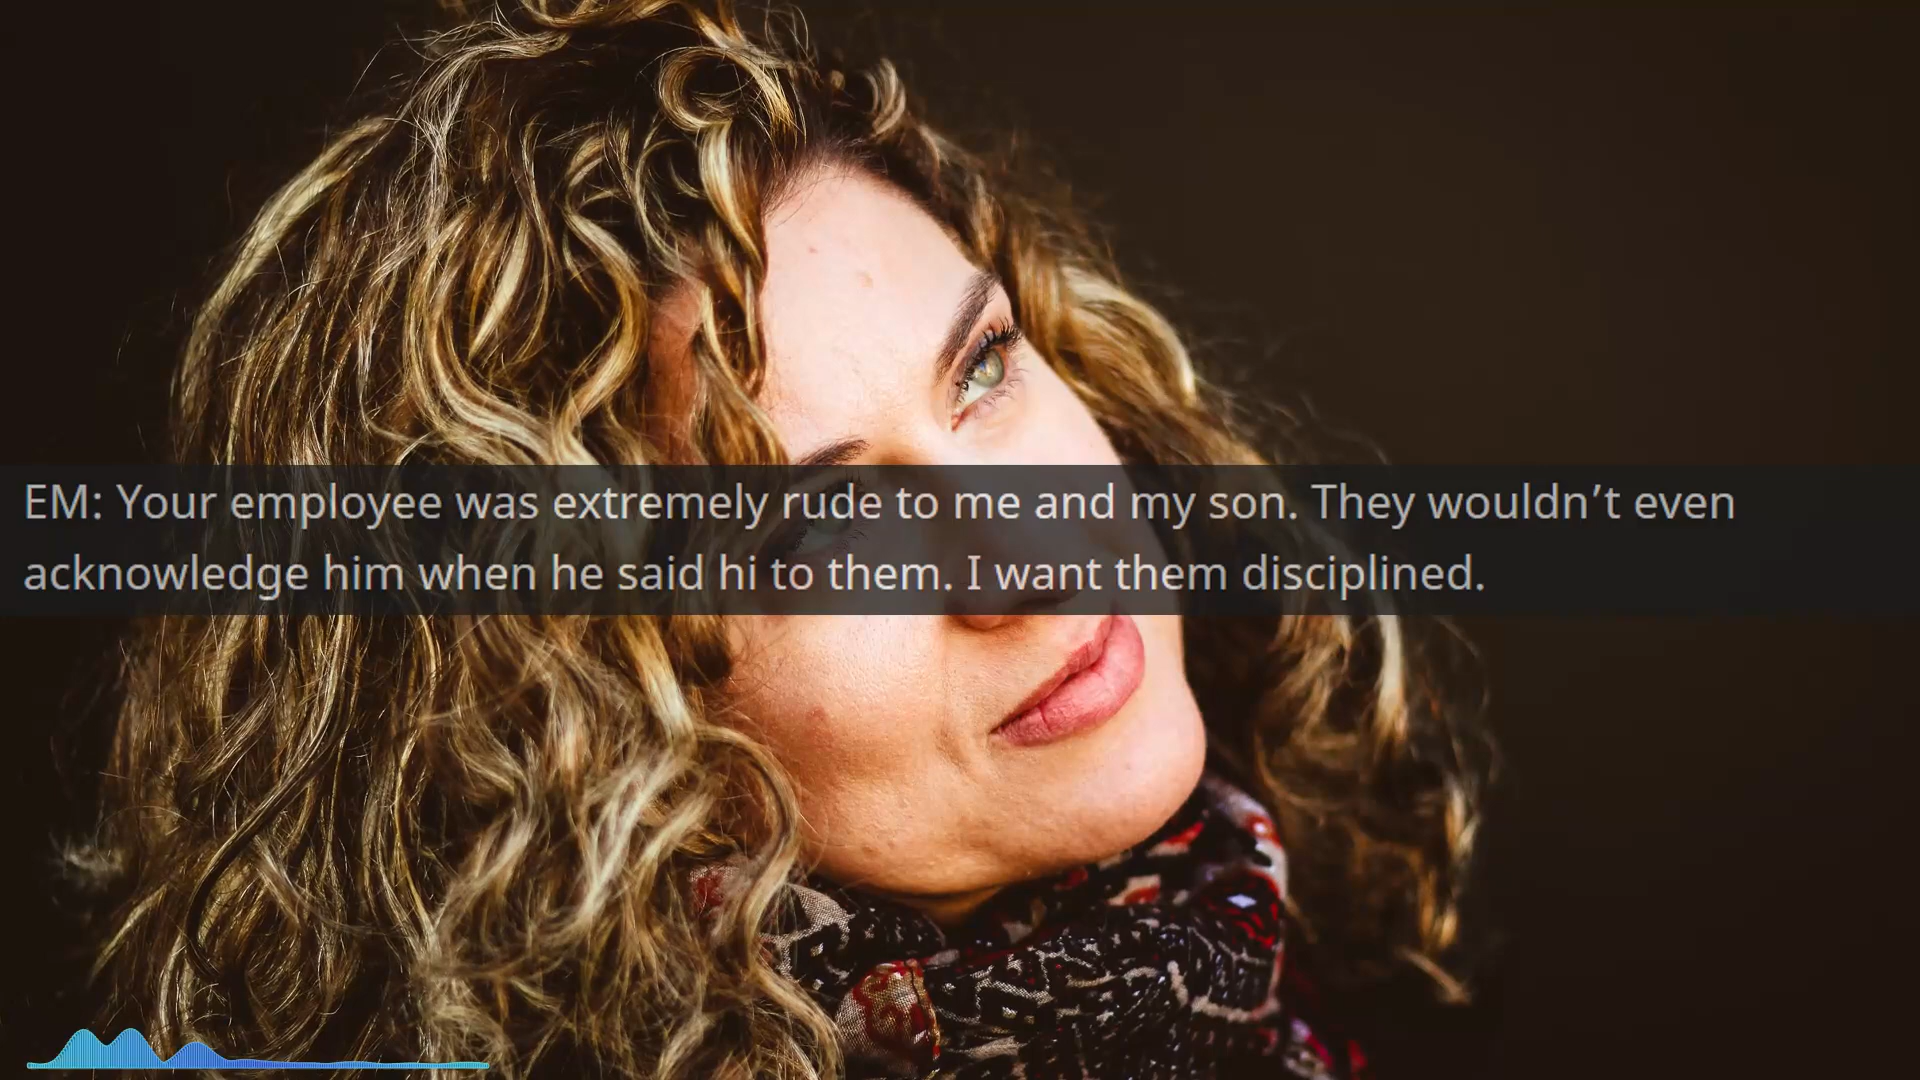 EM: Your employee was extremely rude to me and my son. They wouldn’t even
acknowledge him when he said hi to them. I want them disciplined.